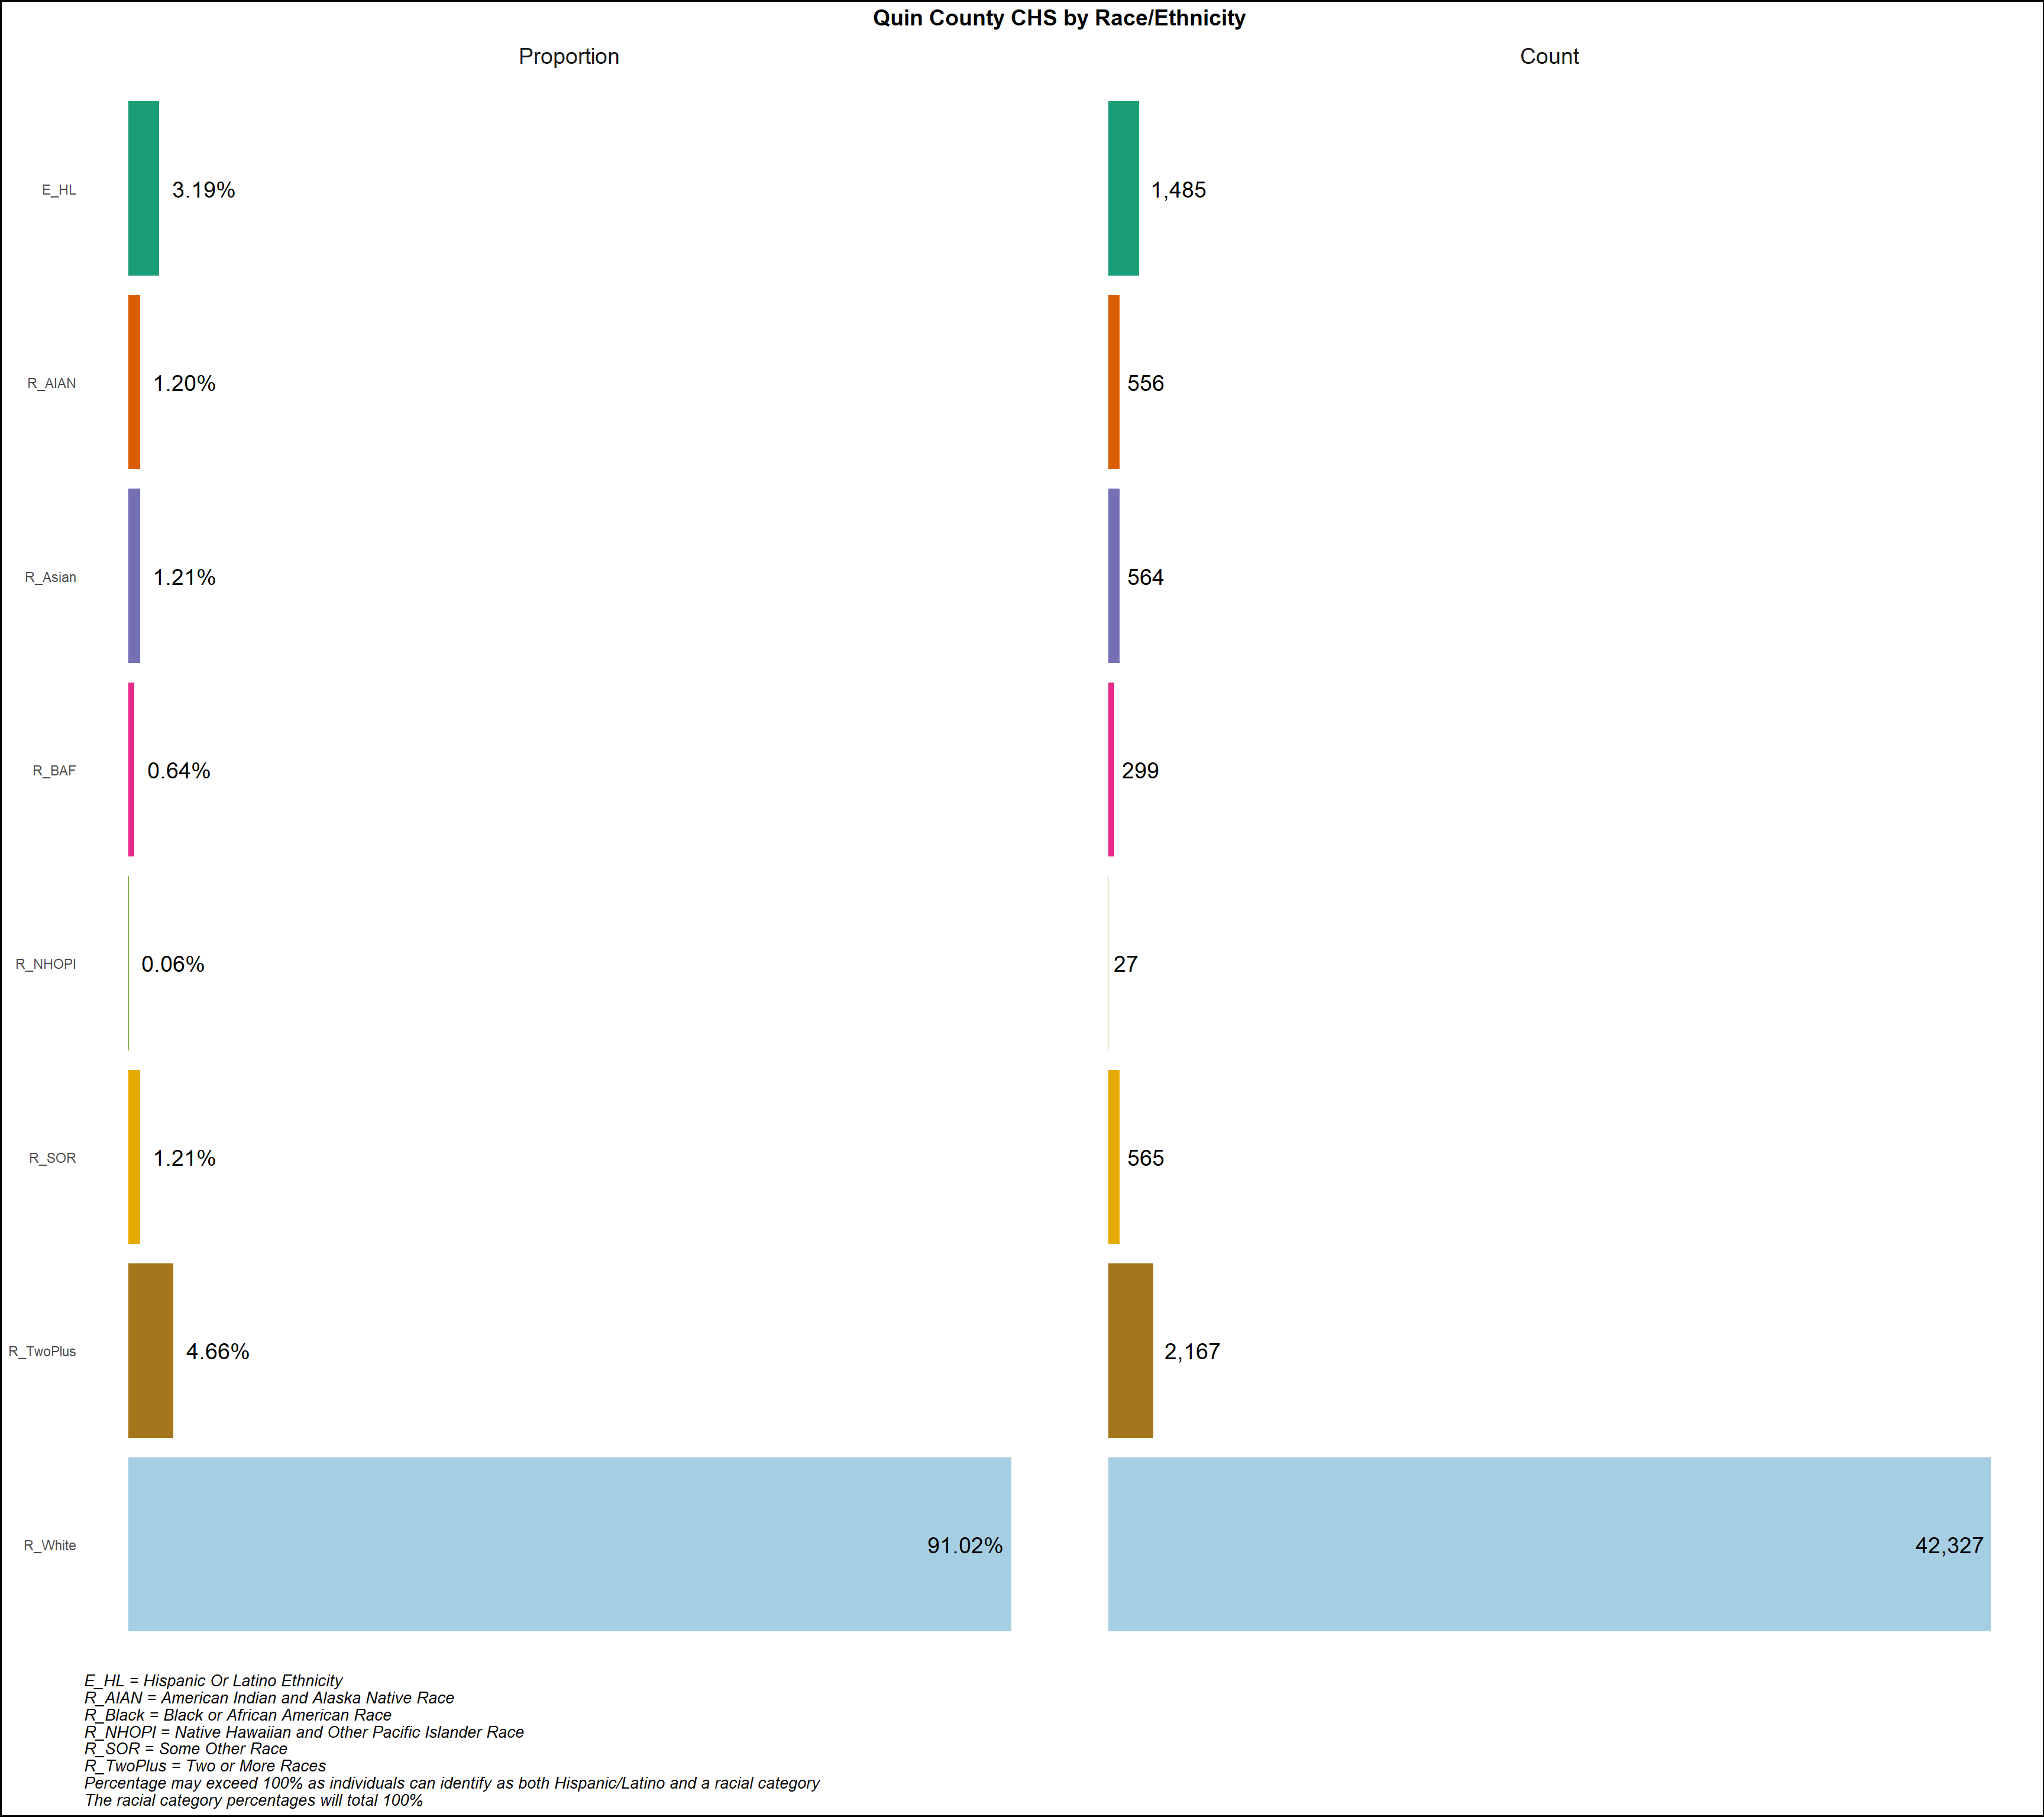 Quin County CHS by Race/Ethnicity
Proportion Count
E_HL 3.19% 1,485
R_AIAN 1.20% 556
R_Asian 1.21% 564
R_BAF 0.64% 299
R_NHOPI 0.06% 27
R_SOR 1.21% 565
R_TwoPlus 4.66% 2,167
R_White 91.02% 42,327
E_HL = Hispanic Or Latino Ethnicity
R_AIAN = American Indian and Alaska Native Race
R_Black = Black or African American Race
R_NHOPI = Native Hawaiian and Other Pacific Islander Race
R_SOR = Some Other Race
R_TwoPlus = Two or More Races
Percentage may exceed 100% as individuals can identify as both Hispanic/Latino and a racial category
The racial category percentages will total 100%